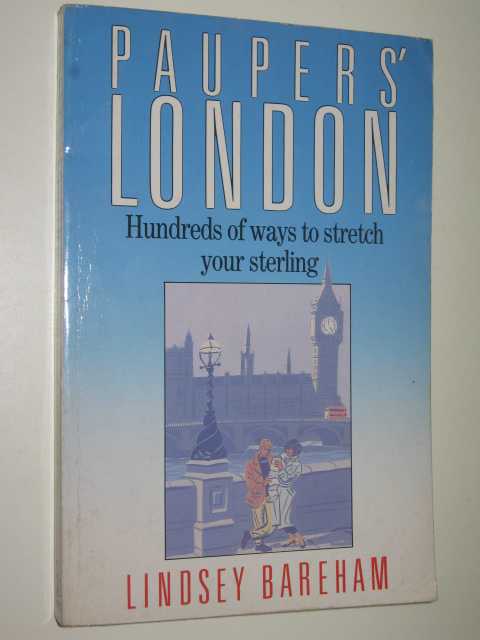 PAUPERS'
LONDON
Hundreds of ways to stretch
your sterling
LINDSEY BAREHAM